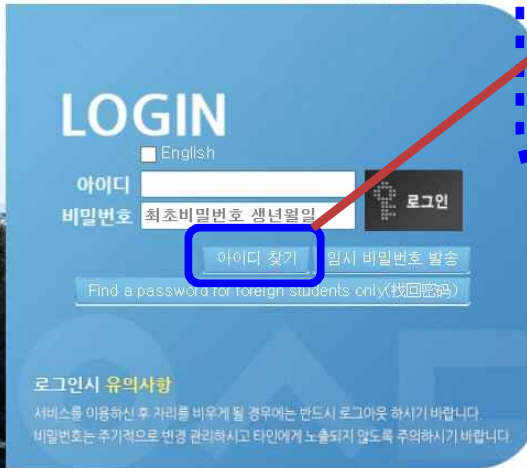 LOGIN
English
아이디
비밀번호 최초비밀번호 생년월일
로그인
아이디 찾기 임시 비밀번호 발송
Find a password for foreign students only(找回密码)
로그인시 유의사항
서비스를 이용하신 후 자리를 비우게 될 경우에는 반드시 로그아웃 하시기 바랍니다.
비밀번호는 주기적으로 변경 관리하시고 타인에게 노출되지 않도록 주의하시기 바랍니다.